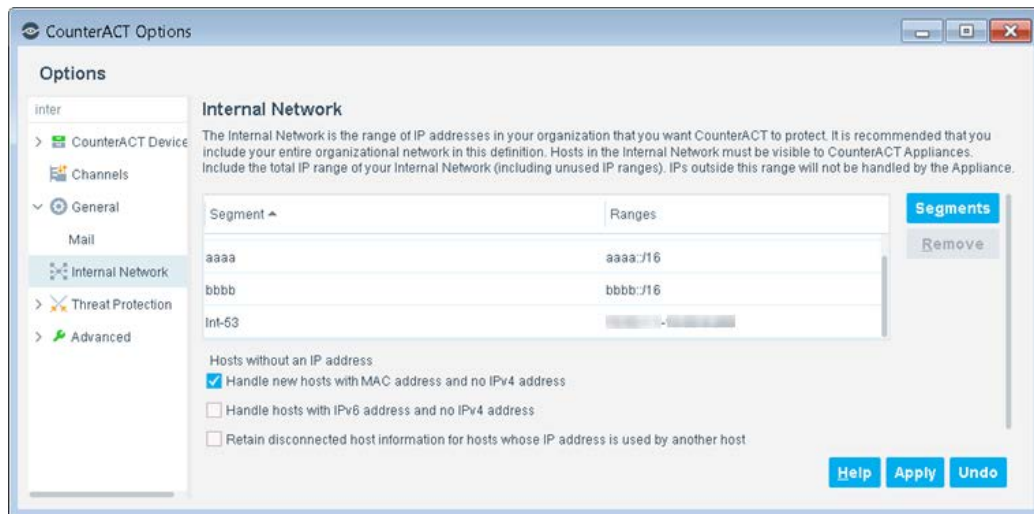 CounterACT Options
Options
inter
CounterACT Device
Channels
General
Mail
Internal Network
Threat Protection
Advanced
Internal Network
The Internal Network is the range of IP addresses in your organization that you want CounterACT to protect. It is recommended that you
include your entire organizational network in this definition. Hosts in the Internal Network must be visible to CounterACT Appliances.
Include the total IP range of your Internal Network (including unused IP ranges). IPs outside this range will not be handled by the Appliance.
Segment Ranges
aaaa aaaa::/16
bbbb bbbb::/16
Int-53
Segments
Remove
Hosts without an IP address
Handle new hosts with MAC address and no IPv4 address
Handle hosts with IPv6 address and no IPv4 address
Retain disconnected host information for hosts whose IP address is used by another host
Help Apply Undo